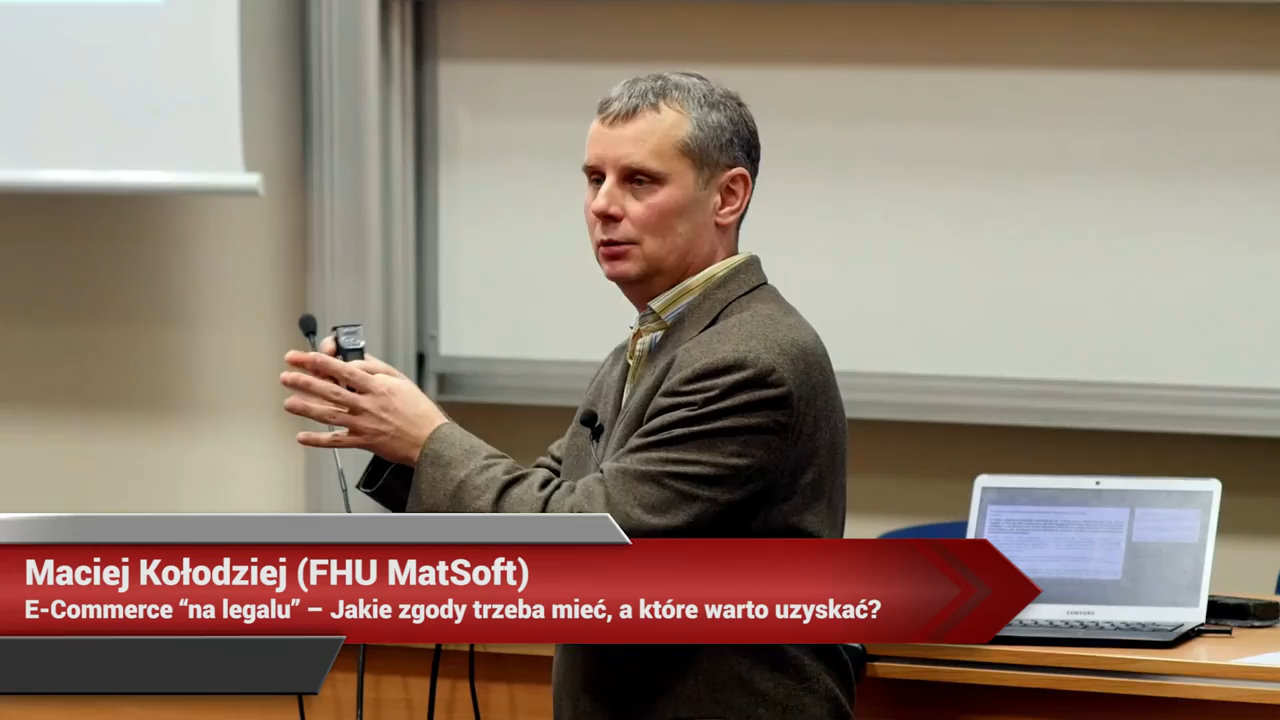 Maciej Kołodziej (FHU MatSoft)
E-Commerce “na legalu” – Jakie zgody trzeba mieć, a które warto uzyskać?
SAMSUNG